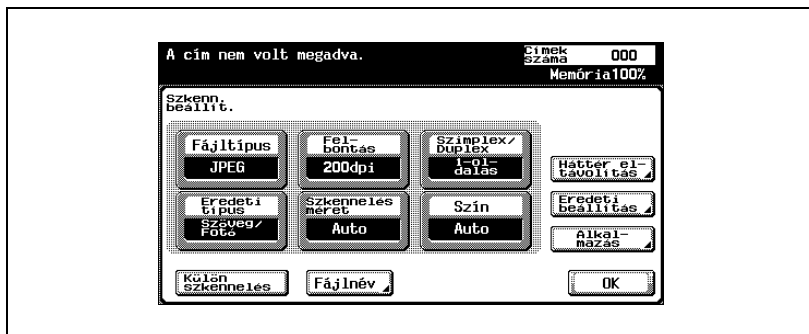 A cím nem volt megadva.
Címek száma 000
Memória100%
Szkenn. beállít.
Fájltípus
JPEG
Fel-
bontás
200dpi
Szimplex/
Duplex
1-ol-
dalas
Háttér el-
távolítás
Eredeti
típus
Szöveg/
Fotó
Szkennelés
méret
Auto
Szín
Auto
Eredeti
beállítás
Alkal-
mazás
Külön
szkennelés
Fájlnév
OK